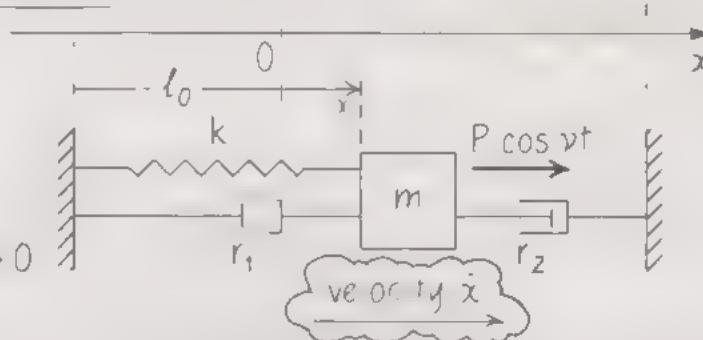 0
x
l₀
x
k
P cos νt
m
r₁
r₂
0
velocity ẋ